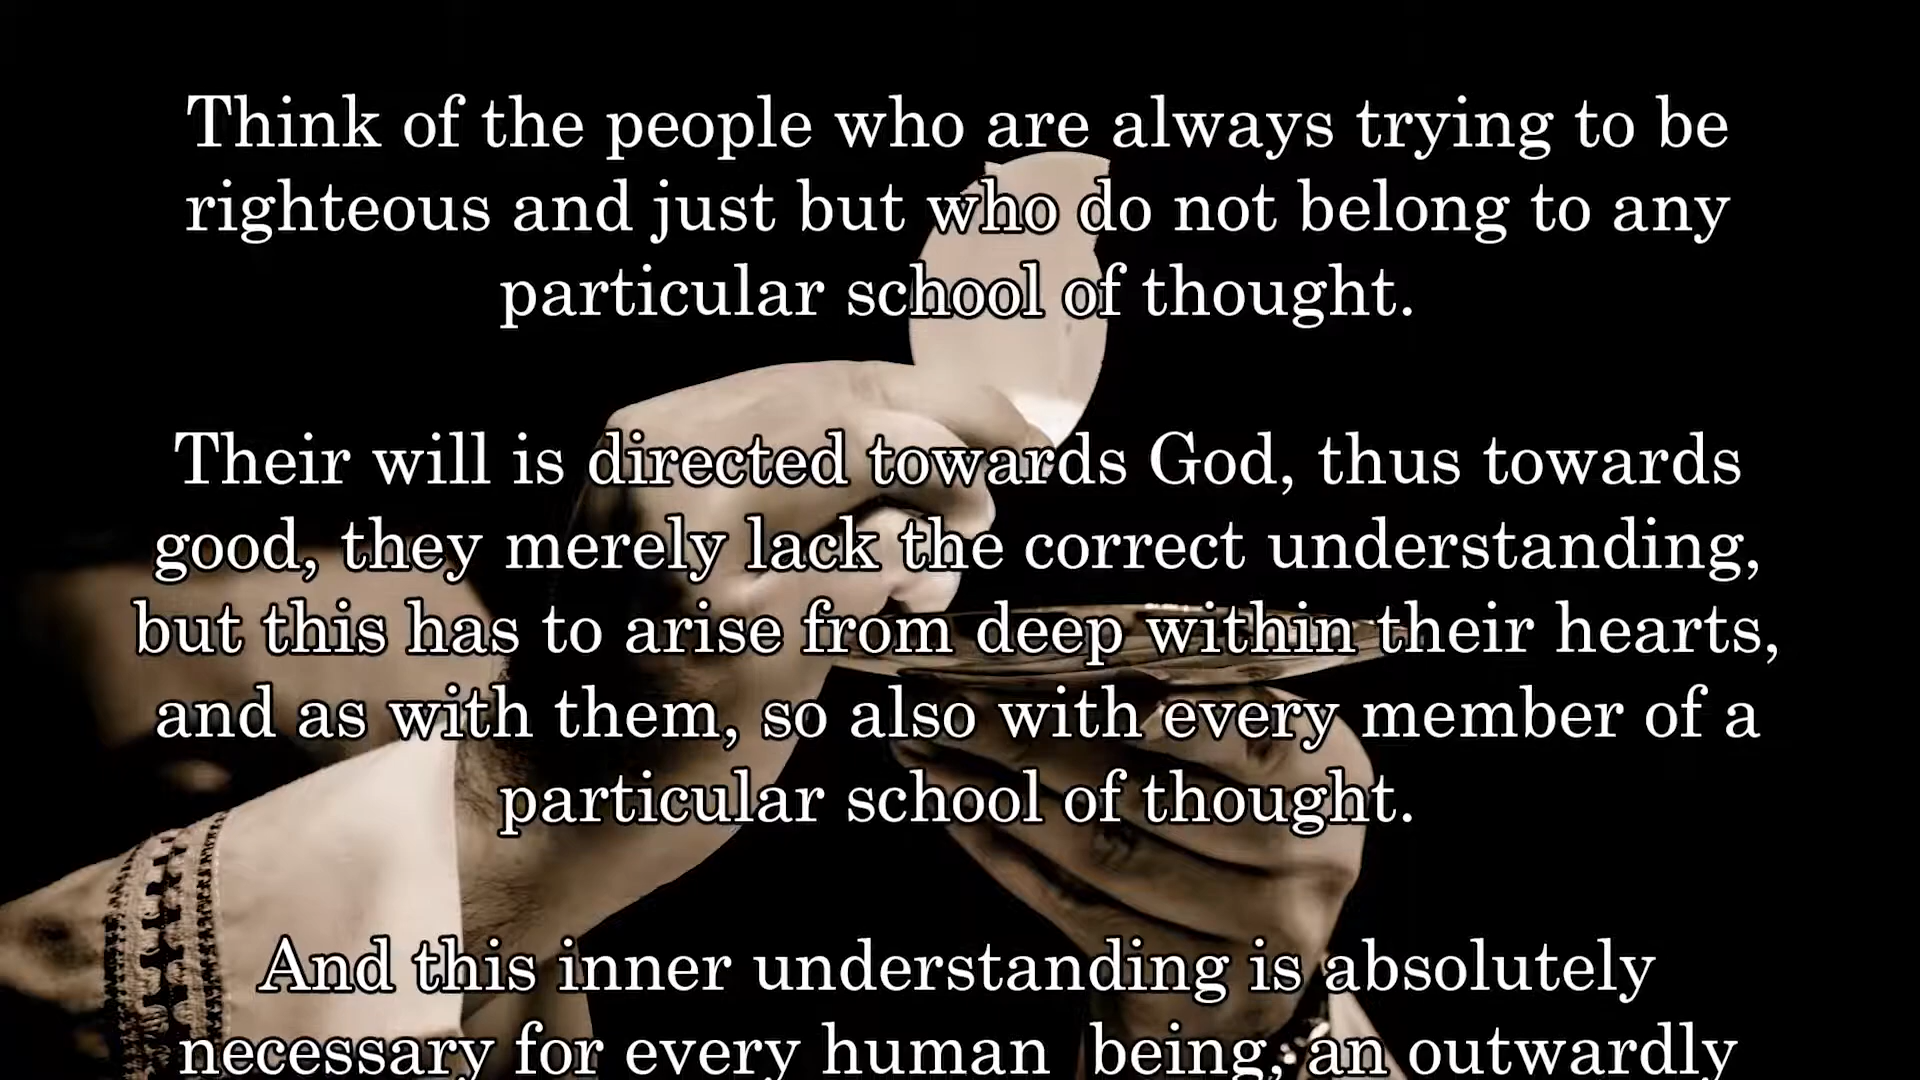 Think of the people who are always trying to be
righteous and just but who do not belong to any
particular school of thought.
Their will is directed towards God, thus towards
good, they merely lack the correct understanding,
but this has to arise from deep within their hearts,
and as with them, so also with every member of a
particular school of thought.
And this inner understanding is absolutely
necessary for every human being; an outwardly